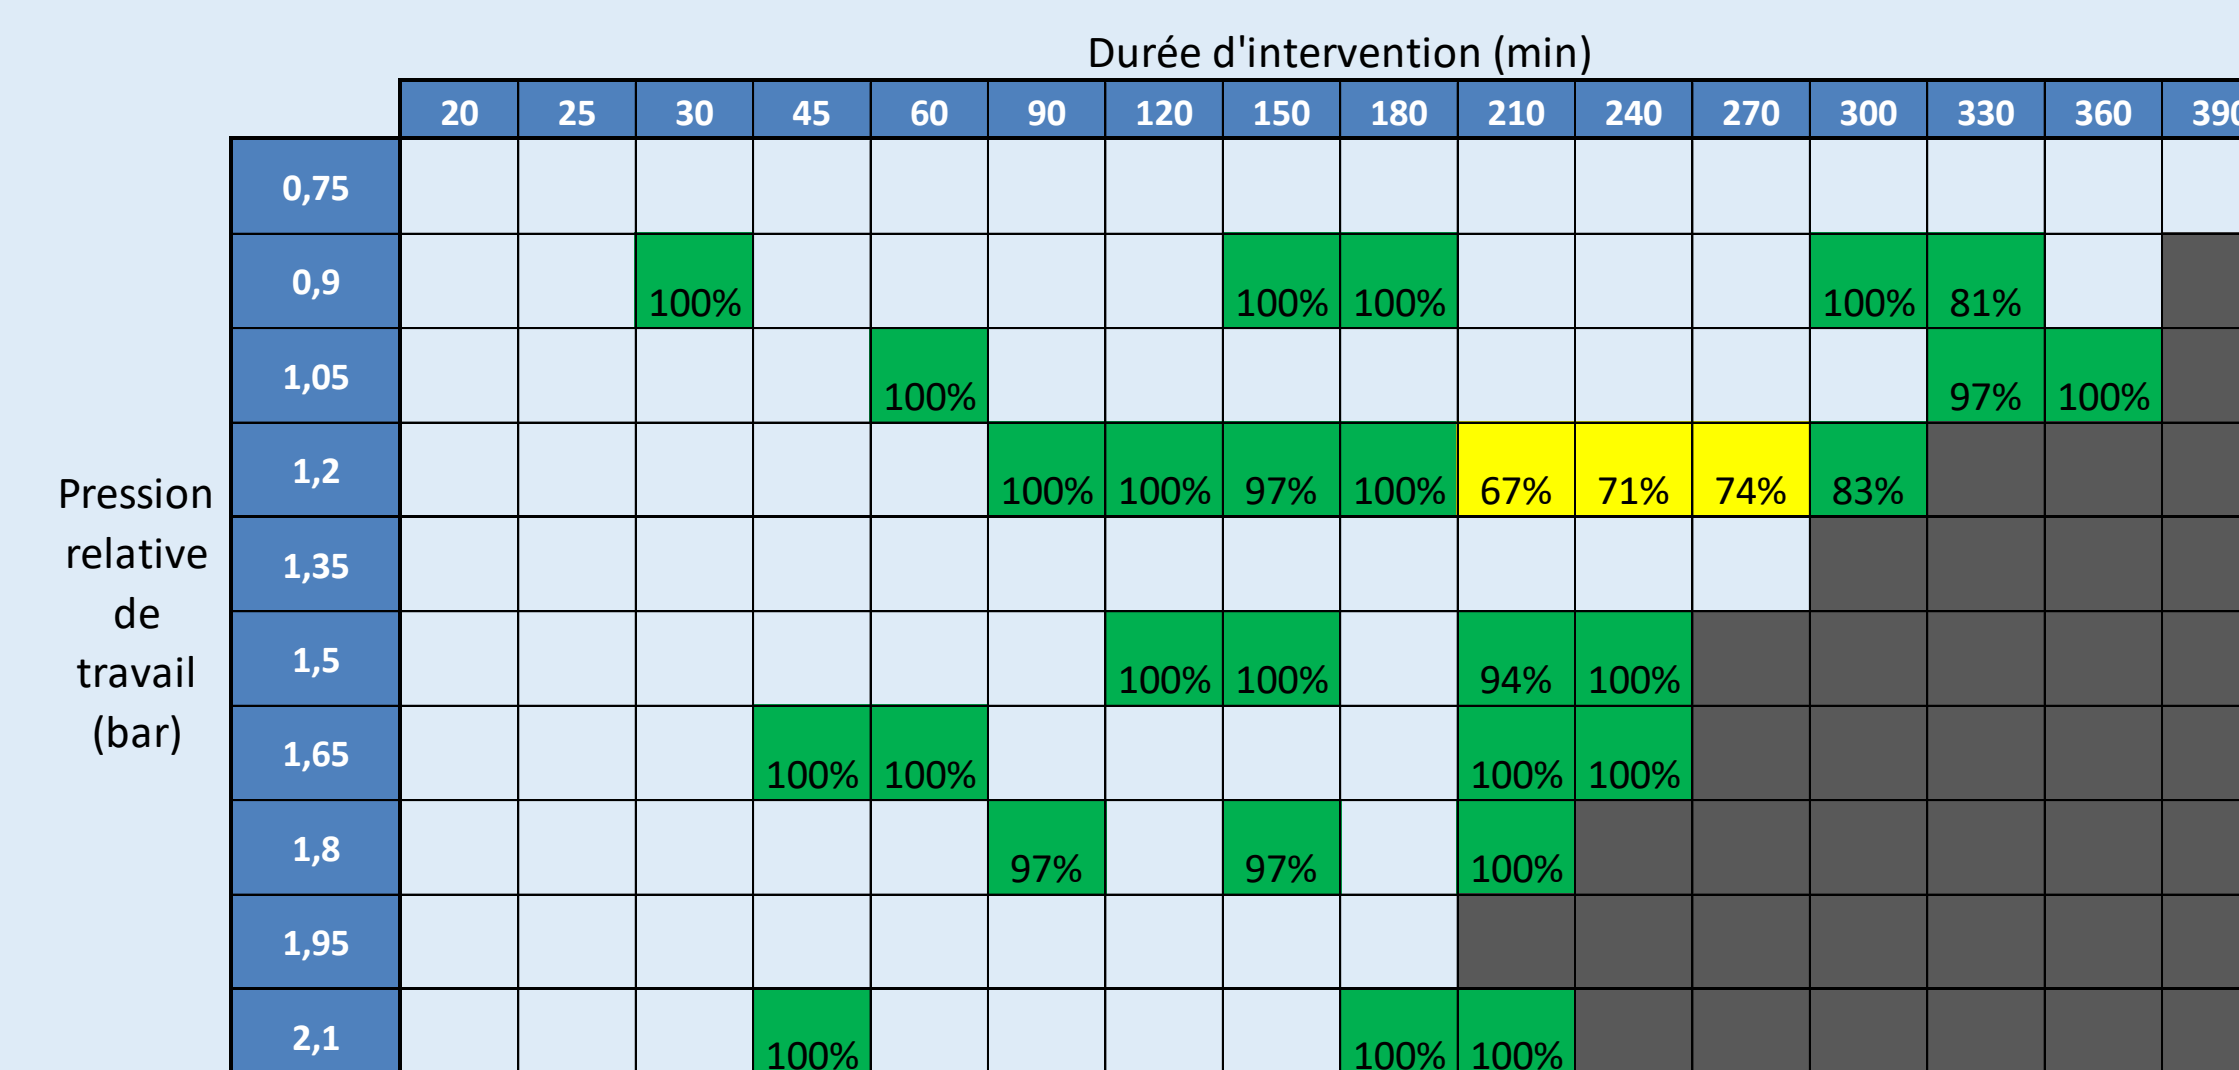 Durée d'intervention (min)
20 25 30 45 60 90 120 150 180 210 240 270 300 330 360 390
0,75
0,9 100% 100% 100% 100% 81%
1,05 100% 97% 100%
1,2 100% 100% 97% 100% 67% 71% 74% 83%
Pression
relative
de
travail
(bar)
1,35
1,5 100% 100% 94% 100%
1,65 100% 100% 100% 100%
1,8 97% 97% 100%
1,95
2,1 100% 100% 100%